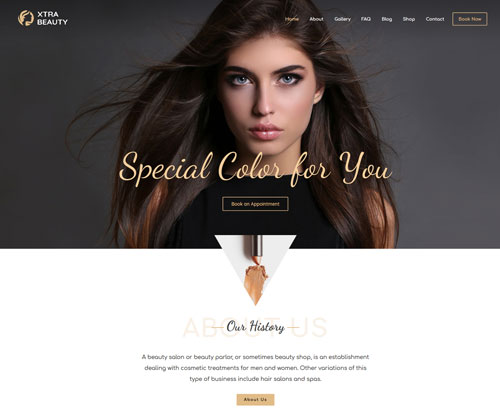 XTRA
BEAUTY
Home About Gallery FAQ Blog Shop Contact Book Now
Special Color for You
Book on Appointment
ABOUT US
Our History
A beauty salon or beauty parlor, or sometimes beauty shop, is an establishment
dealing with cosmetic treatments for men and women. Other variations of this
type of business include hair salons and spas.
About Us